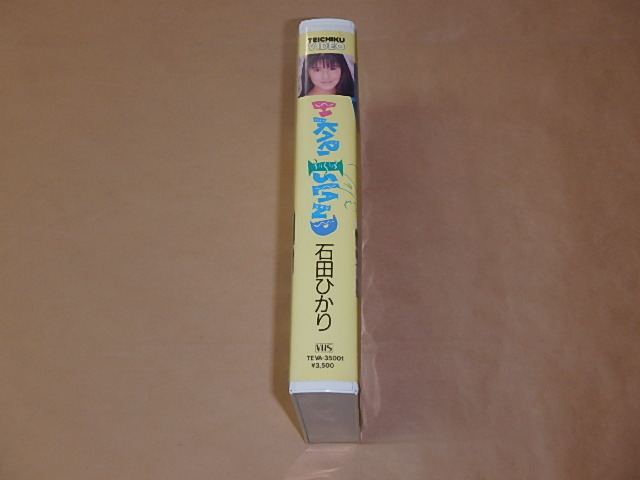 TEICHIKU
VIDEO
HIKARI ISLAND
石田ひかり
VHS
TEVA-35001
¥3,500